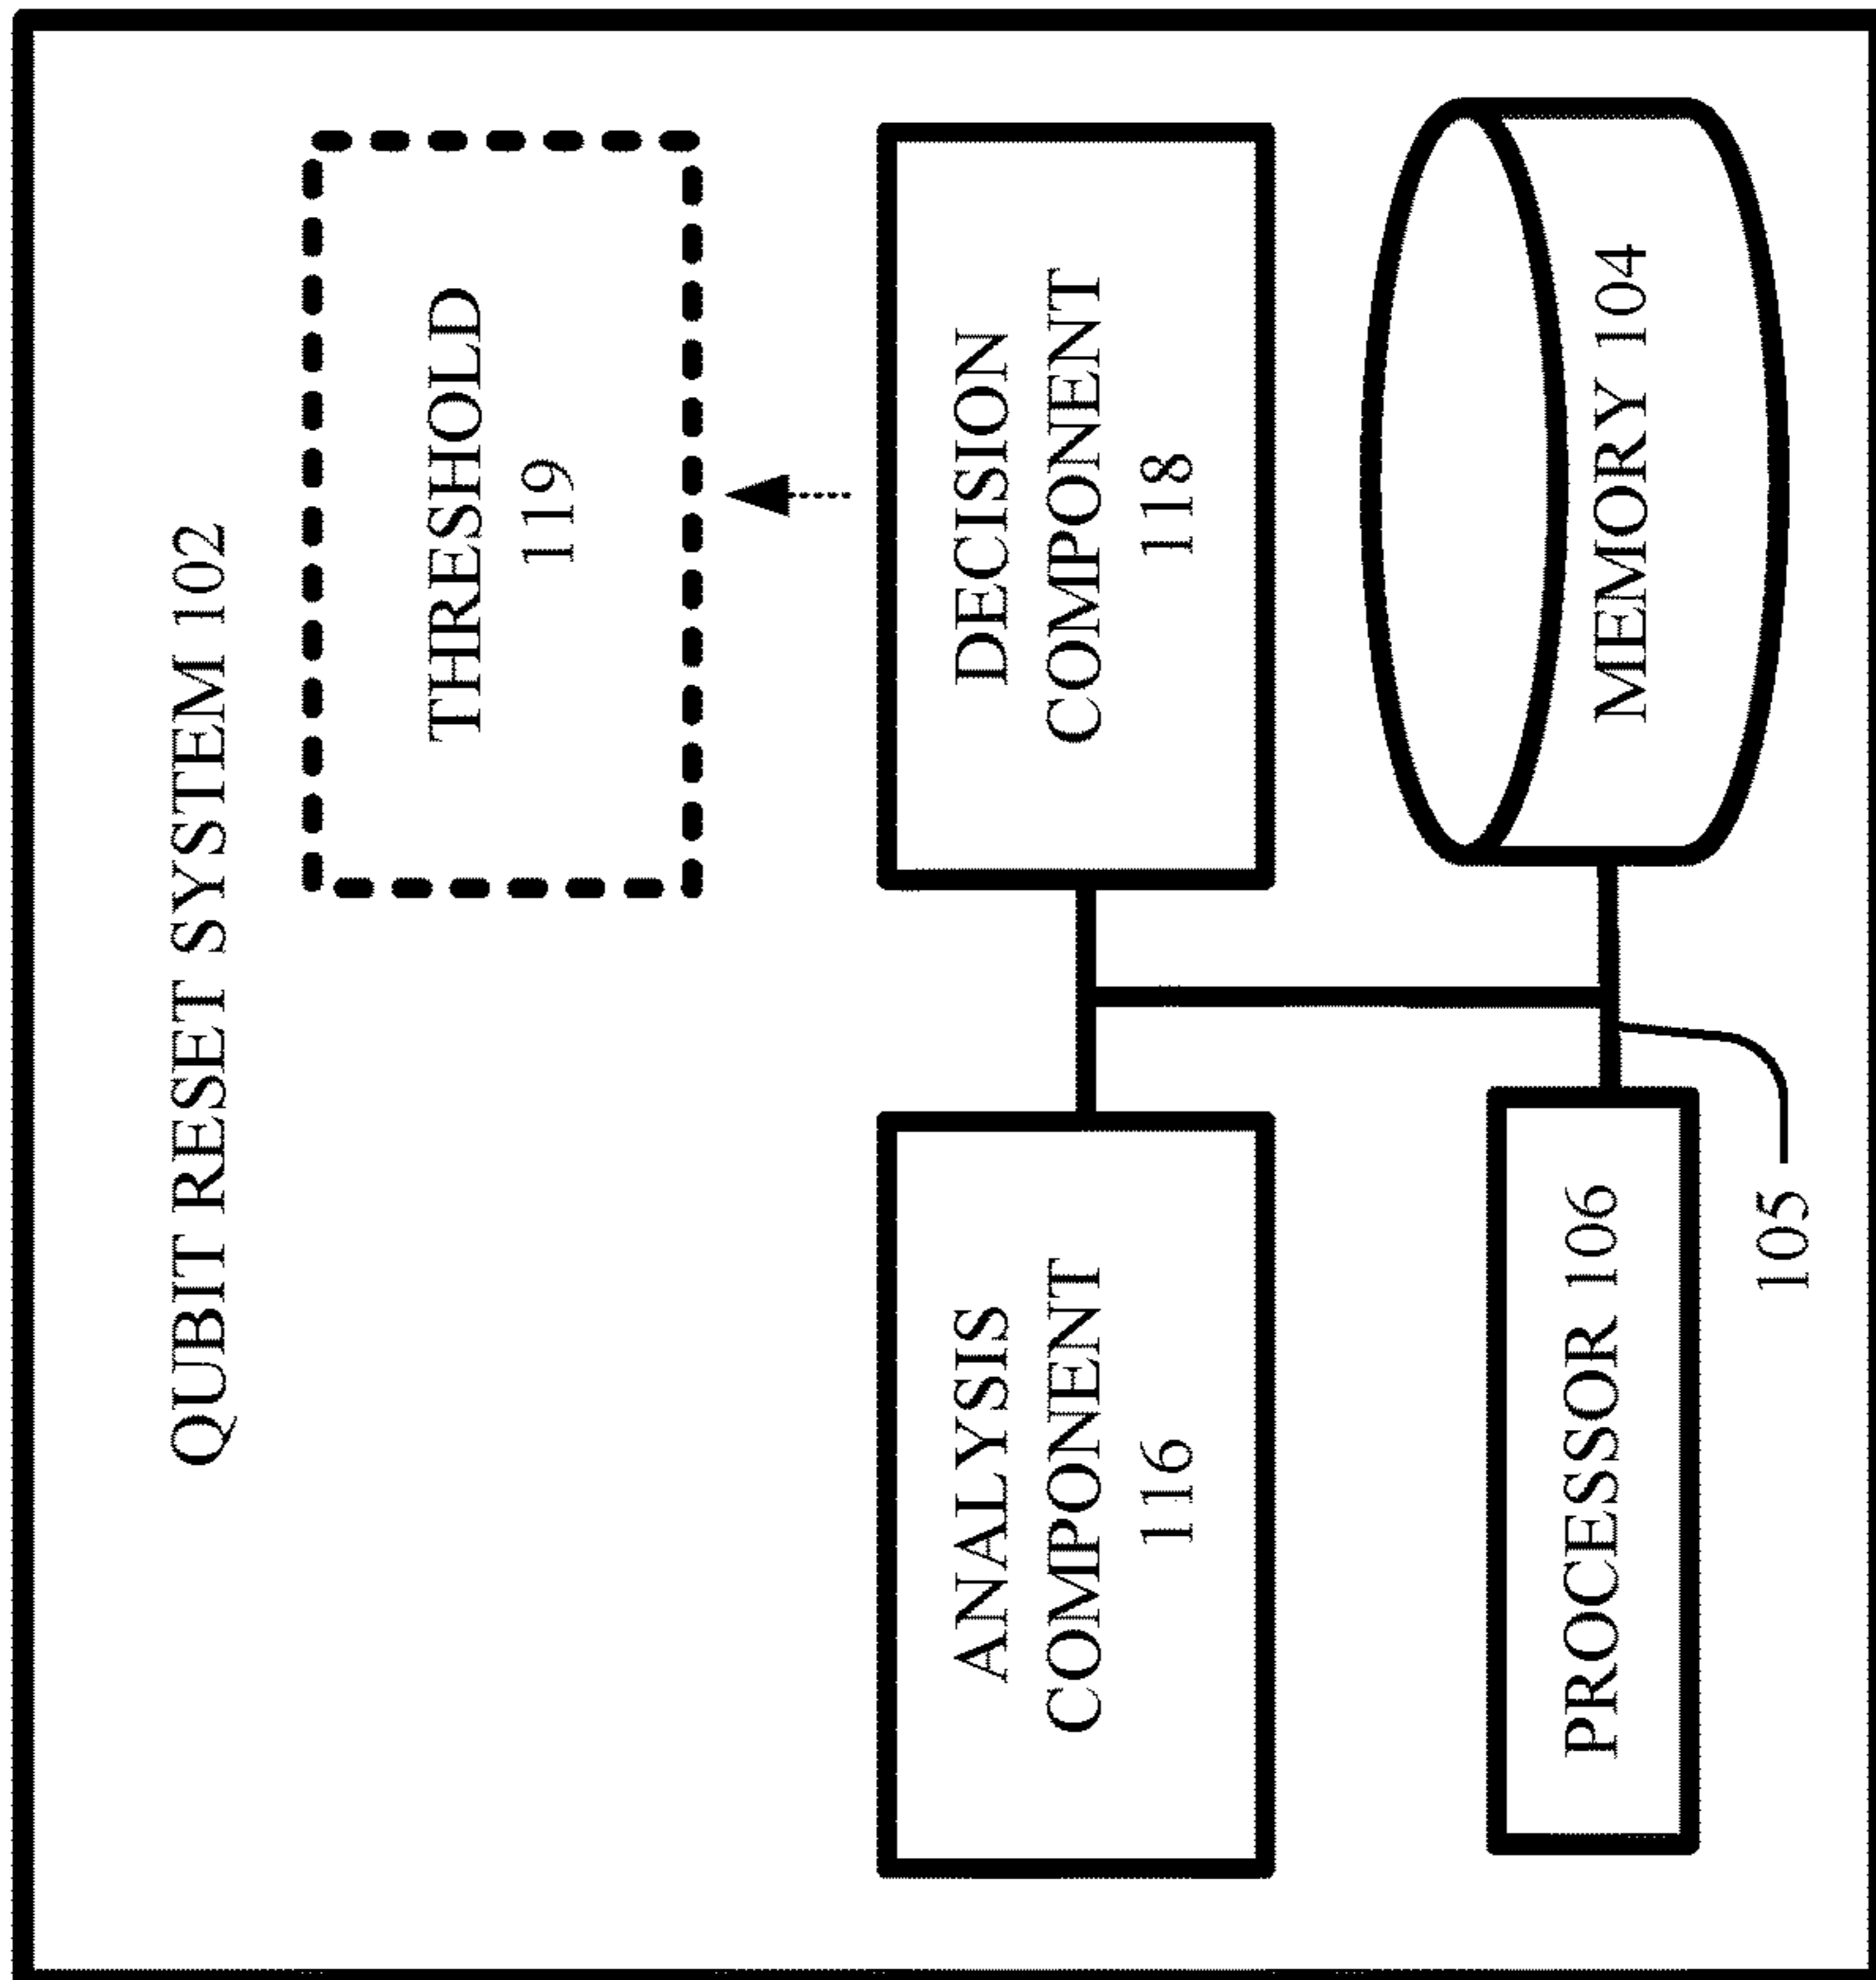 QUBIT RESET SYSTEM 102
THRESHOLD
119
ANALYSIS
COMPONENT
116
DECISION
COMPONENT
118
PROCESSOR 106
MEMORY 104
105